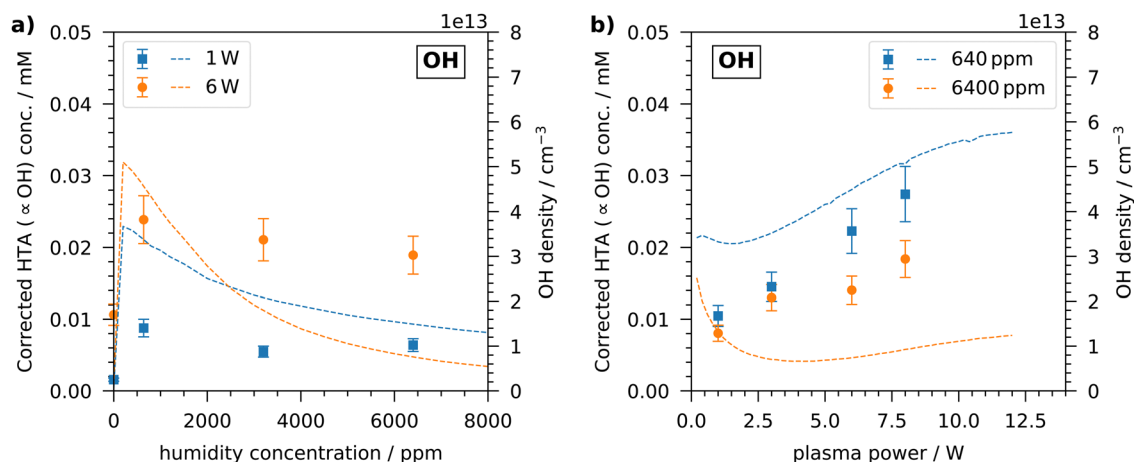 a)
1e13
OH
1 W
6 W
0.05
0.04
0.03
0.02
0.01
0.00
8
7
6
5
4
3
2
1
0
0
2000
4000
6000
8000
Corrected HTA ( ∝ OH) conc. / mM
OH density / cm⁻³
humidity concentration / ppm
b)
1e13
OH
640 ppm
6400 ppm
0.05
0.04
0.03
0.02
0.01
0.00
8
7
6
5
4
3
2
1
0
0.0
2.5
5.0
7.5
10.0
12.5
Corrected HTA ( ∝ OH) conc. / mM
OH density / cm⁻³
plasma power / W